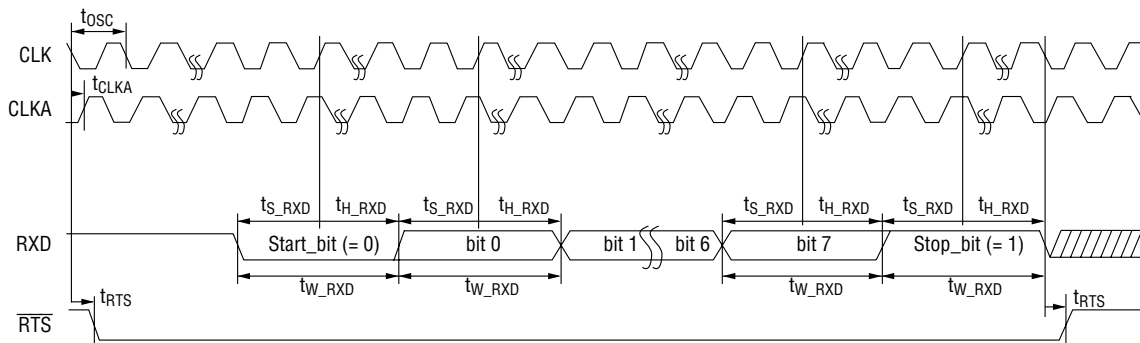 tOSC
CLK
tCLKA
CLKA
tS_RXD tH_RXD tS_RXD tH_RXD tS_RXD tH_RXD tS_RXD tH_RXD
RXD Start_bit (= 0) bit 0 bit 1 bit 6 bit 7 Stop_bit (= 1)
tW_RXD tW_RXD tW_RXD tW_RXD
tRTS tRTS
RTS